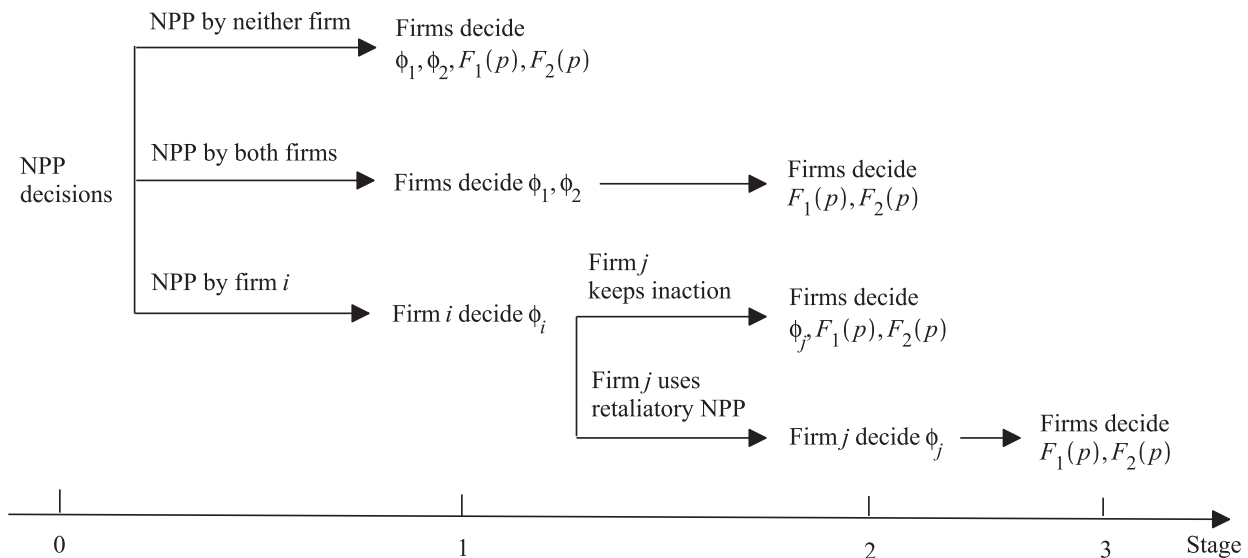 NPP by neither firm
Firms decide
ϕ₁, ϕ₂, F₁(p), F₂(p)
NPP
decisions
NPP by both firms
Firms decide ϕ₁, ϕ₂
Firms decide
F₁(p), F₂(p)
NPP by firm i
Firm i decide ϕᵢ
Firm j
keeps inaction
Firms decide
ϕⱼ, F₁(p), F₂(p)
Firm j uses
retaliatory NPP
Firm j decide ϕⱼ
Firms decide
F₁(p), F₂(p)
0
1
2
3
Stage